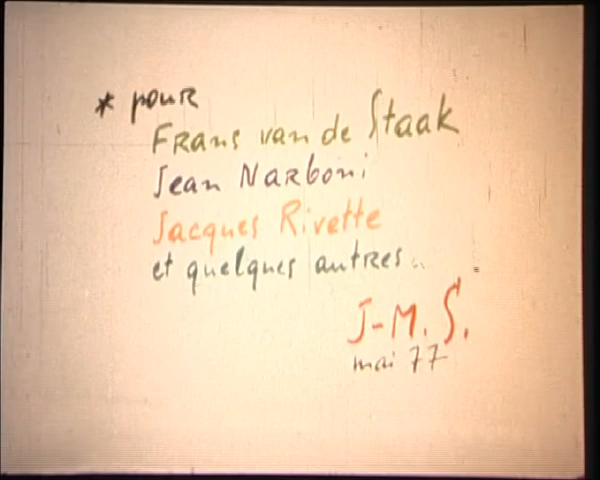 * pour
Frans van de Staak
Jean Narboni
Jacques Rivette
et quelques autres..
J-M. S.
mai 77